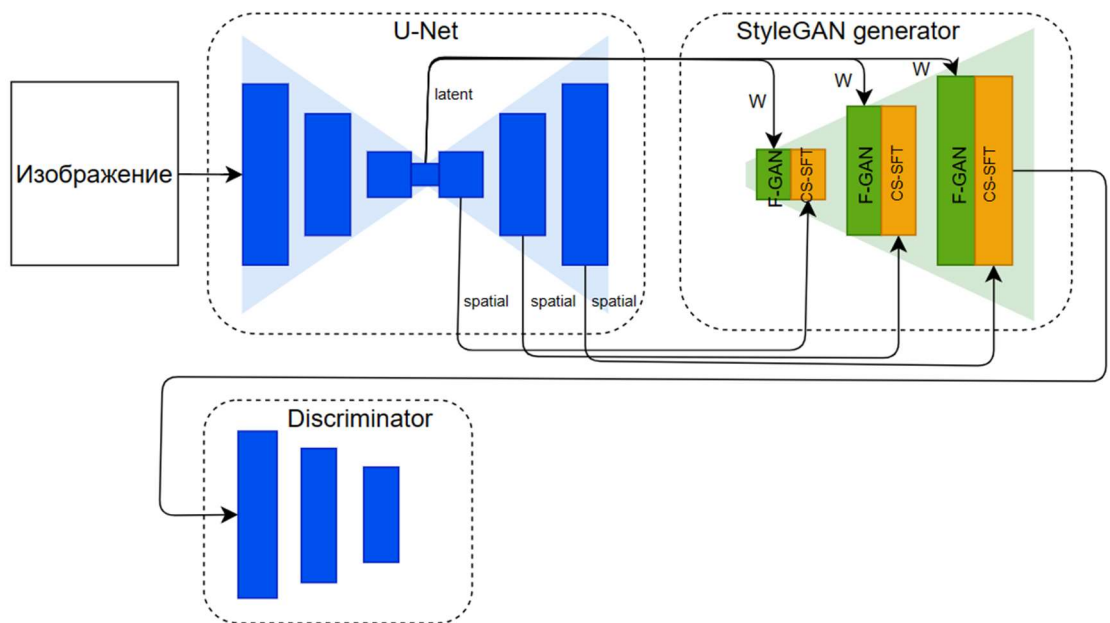 U-Net
StyleGAN generator
Изображение
latent
W
W
W
F-GAN
CS-SFT
F-GAN
CS-SFT
F-GAN
CS-SFT
spatial
spatial
spatial
Discriminator